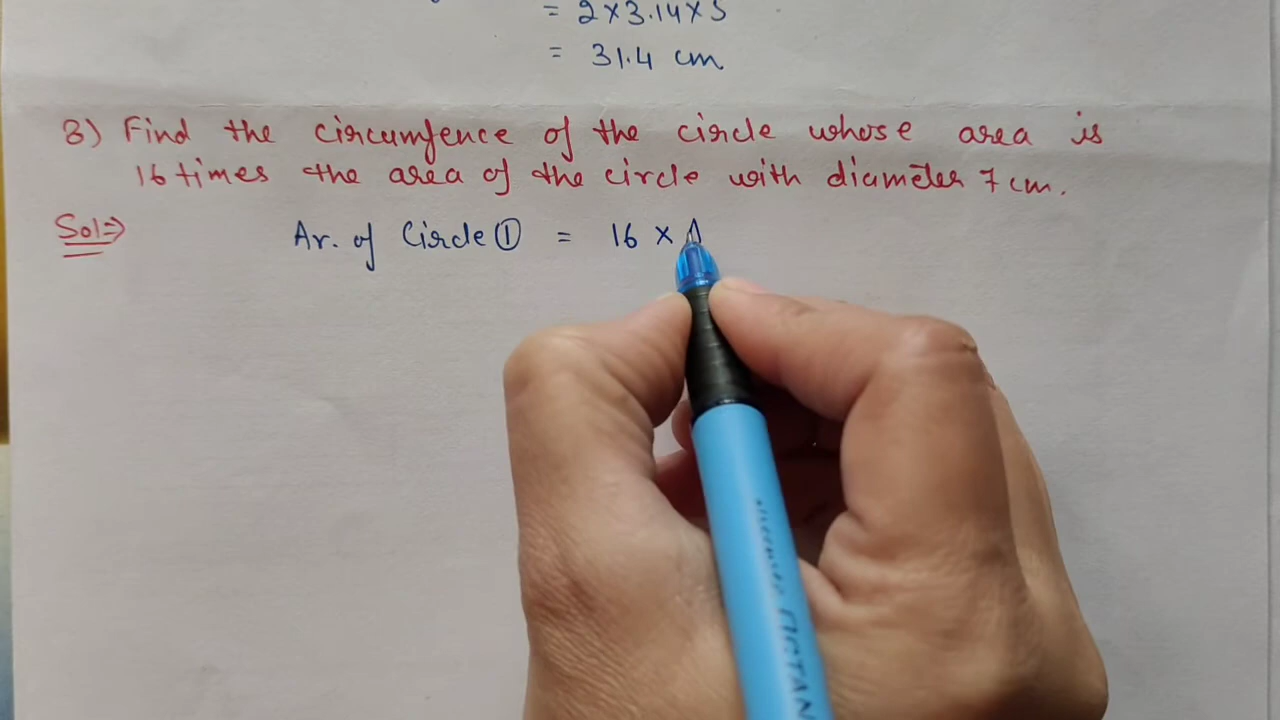 = 2×3.14×5
= 31.4 cm
3) Find the circumfence of the circle whose area is
16 times the area of the circle with diameter 7 cm.
Sol⇒
Ar. of Circle ① = 16 × A